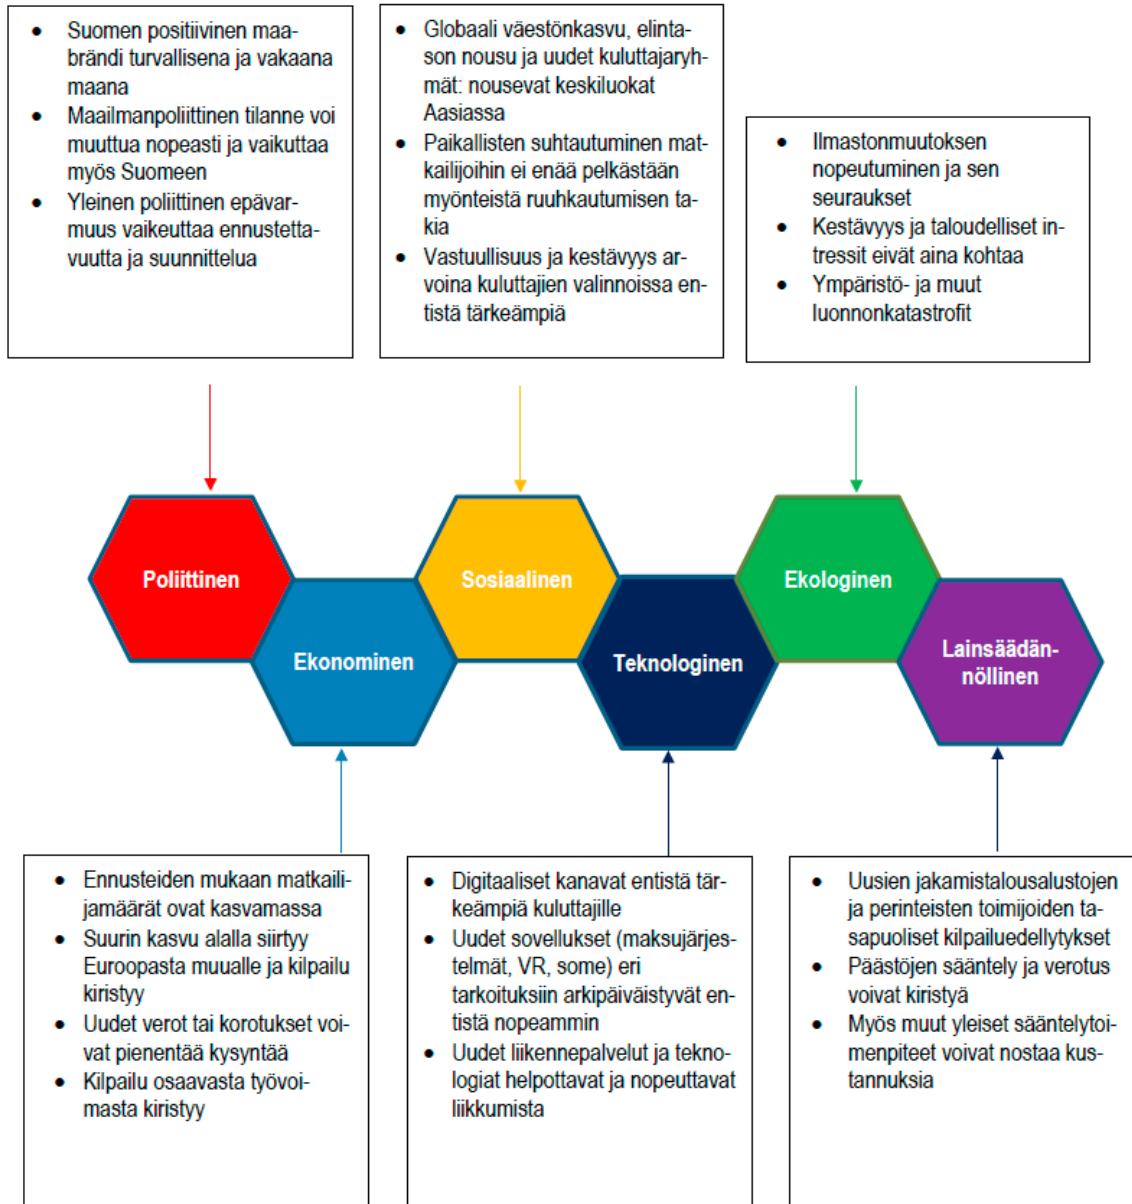 • Suomen positiivinen maa-
brändi turvallisena ja vakaana
maana
• Maailmanpoliittinen tilanne voi
muuttua nopeasti ja vaikuttaa
myös Suomeen
• Yleinen poliittinen epävar-
muus vaikeuttaa ennustetta-
vuutta ja suunnittelua
• Globaali väestönkasvu, elinta-
son nousu ja uudet kuluttajaryh-
mät: nousevat keskiluokat
Aasiassa
• Paikallisten suhtautuminen mat-
kailijoihin ei enää pelkästään
myönteistä ruuhkautumisen ta-
kia
• Vastuullisuus ja kestävyys ar-
voina kuluttajien valinnoissa en-
tistä tärkeämpiä
• Ilmastonmuutoksen
nopeutuminen ja sen
seuraukset
• Kestävyys ja taloudelliset in-
tressit eivät aina kohtaa
• Ympäristö- ja muut
luonnonkatastrofit
Poliittinen
Ekonominen
Sosiaalinen
Teknologinen
Ekologinen
Lainsäädän-
nöllinen
• Ennusteiden mukaan matkaili-
jamäärät ovat kasvamassa
• Suurin kasvu alalla siirtyy
Euroopasta muualle ja kilpailu
kiristyy
• Uudet verot tai korotukset voi-
vat pienentää kysyntää
• Kilpailu osaavasta työvoi-
masta kiristyy
• Digitaaliset kanavat entistä tär-
keämpiä kuluttajille
• Uudet sovellukset (maksujärjes-
telmät, VR, some) eri
tarkoituksiin arkipäiväistyvät en-
tistä nopeammin
• Uudet liikennepalvelut ja tekno-
logiat helpottavat ja nopeuttavat
liikkumista
• Uusien jakamistalousalustojen
ja perinteisten toimijoiden ta-
sapuoliset kilpailuedellytykset
• Päästöjen sääntely ja verotus
voivat kiristyä
• Myös muut yleiset sääntelytoi-
menpiteet voivat nostaa kus-
tannuksia